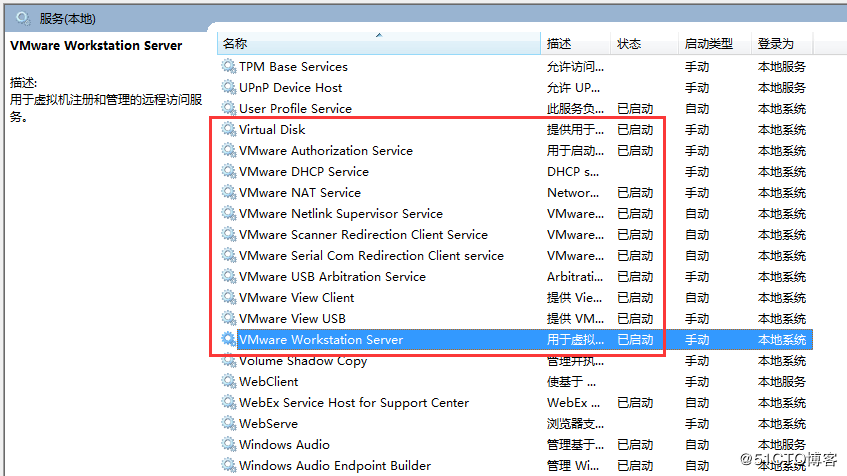 服务(本地)
VMware Workstation Server
描述:
用于虚拟机注册和管理的远程访问服
务。
名称 描述 状态 启动类型 登录为
TPM Base Services 允许访问... 手动 本地服务
UPnP Device Host 允许 UP... 手动 本地服务
User Profile Service 此服务负... 已启动 自动 本地系统
Virtual Disk 提供用于... 已启动 手动 本地系统
VMware Authorization Service 用于启动... 已启动 手动 本地系统
VMware DHCP Service DHCP s... 手动 本地系统
VMware NAT Service Networ... 已启动 手动 本地系统
VMware Netlink Supervisor Service VMware... 已启动 自动 本地系统
VMware Scanner Redirection Client Service VMware... 已启动 自动 本地系统
VMware Serial Com Redirection Client service VMware... 已启动 自动 本地系统
VMware USB Arbitration Service Arbitrati... 已启动 手动 本地系统
VMware View Client 提供 Vie... 已启动 自动 本地系统
VMware View USB 提供 VM... 已启动 手动 本地系统
VMware Workstation Server 用于虚拟... 已启动 手动 本地系统
Volume Shadow Copy 管理并执... 手动 本地系统
WebClient 使基于 ... 手动 本地服务
WebEx Service Host for Support Center WebEx ... 已启动 自动 本地系统
WebServe 浏览器支... 手动 本地系统
Windows Audio 管理基于... 已启动 自动 本地服务
Windows Audio Endpoint Builder 管理 Wi... 已启动 自动 本地系统
@51CTO博客